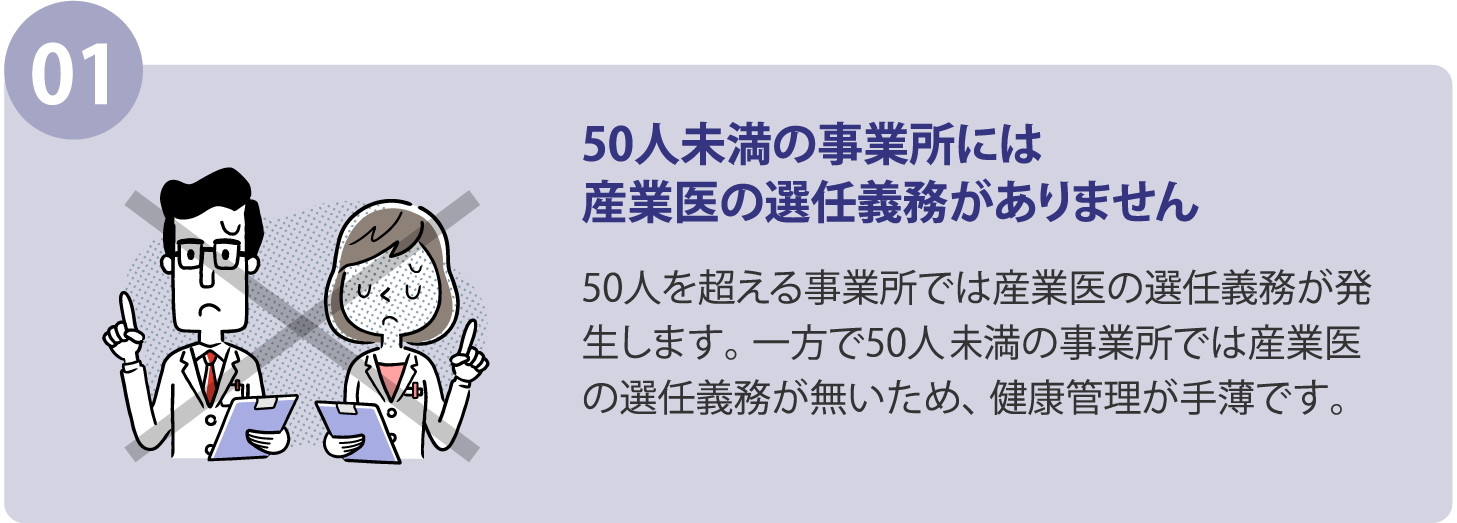 01
50人未満の事業所には
産業医の選任義務がありません
50人を超える事業所では産業医の選任義務が発
生します。一方で50人未満の事業所では産業医
の選任義務が無いため、健康管理が手薄です。